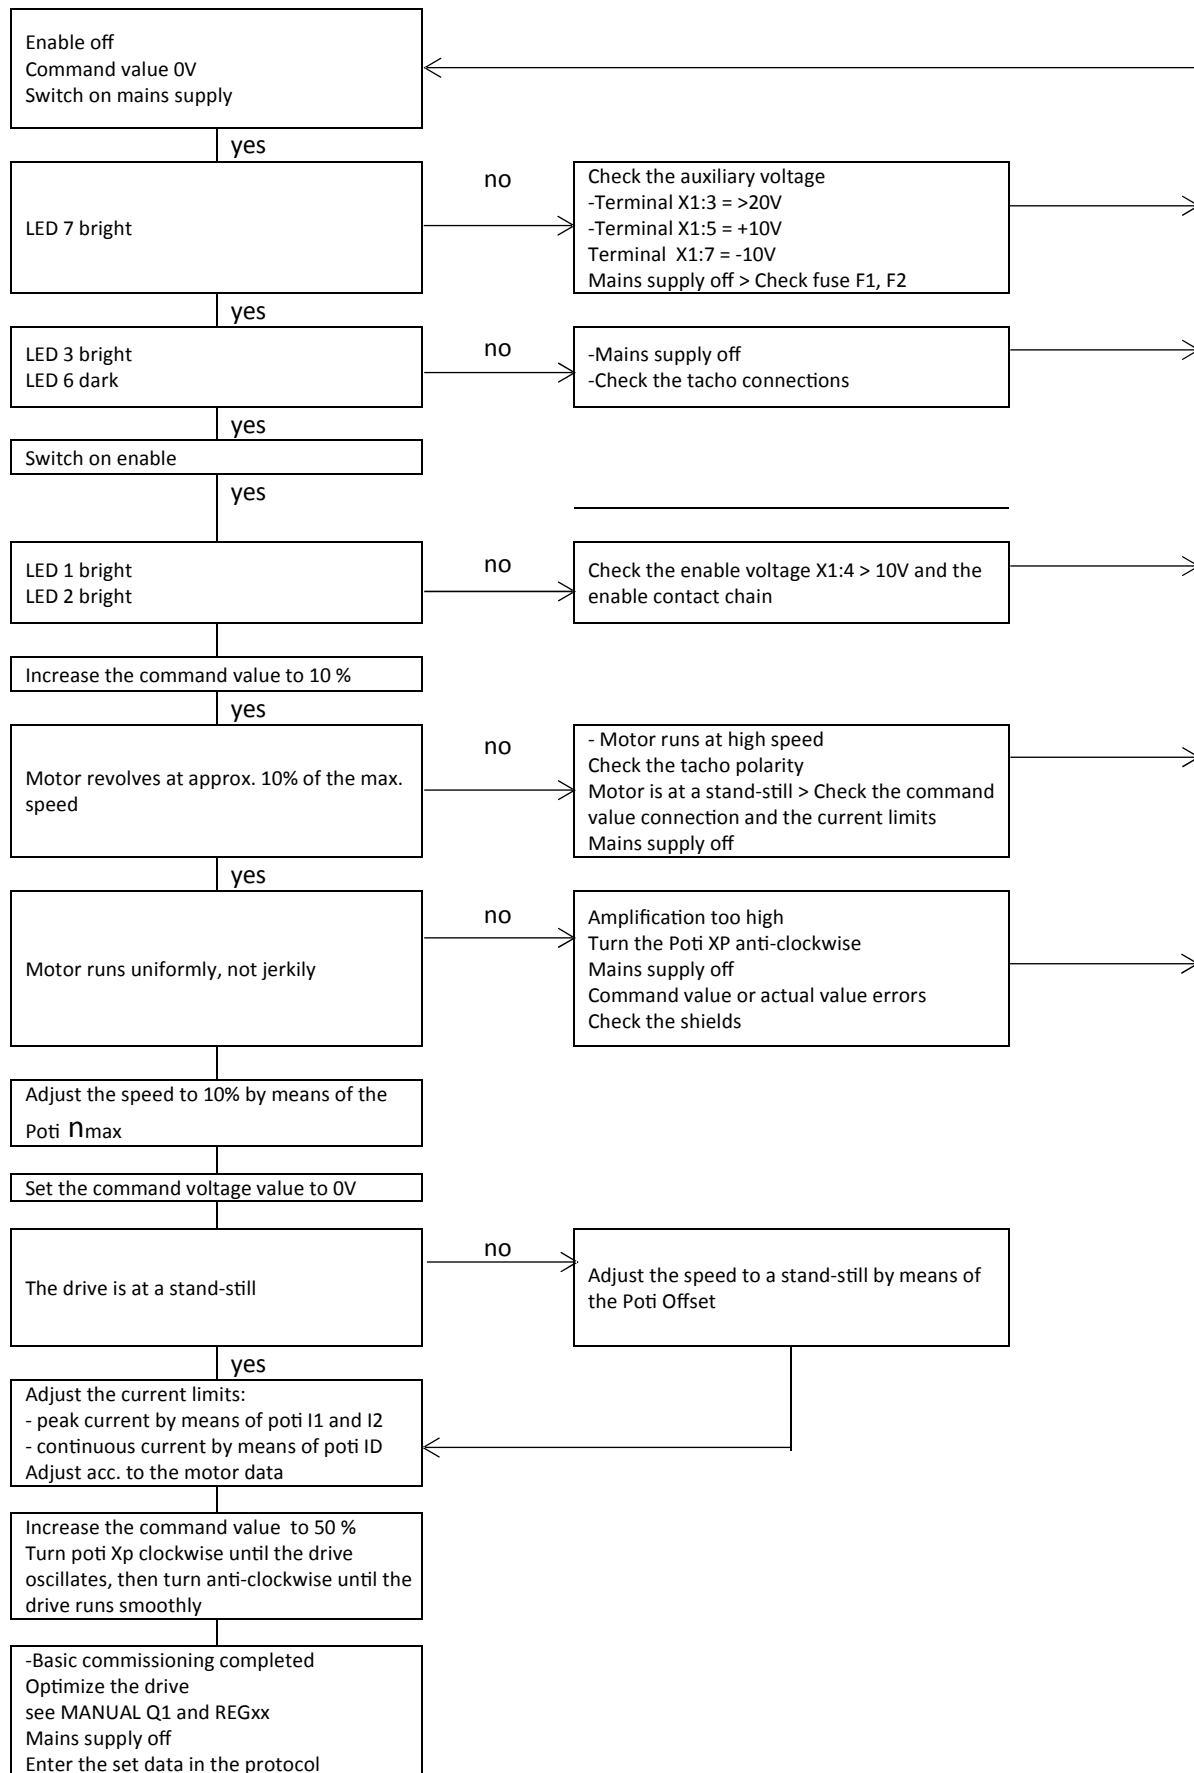 Enable off
Command value 0V
Switch on mains supply
yes
LED 7 bright
no
Check the auxiliary voltage
-Terminal X1:3 = >20V
-Terminal X1:5 = +10V
Terminal  X1:7 = -10V
Mains supply off > Check fuse F1, F2
yes
LED 3 bright
LED 6 dark
no
-Mains supply off
-Check the tacho connections
yes
Switch on enable
yes
LED 1 bright
LED 2 bright
no
Check the enable voltage X1:4 > 10V and the
enable contact chain
Increase the command value to 10 %
yes
Motor revolves at approx. 10% of the max.
speed
no
- Motor runs at high speed
Check the tacho polarity
Motor is at a stand-still > Check the command
value connection and the current limits
Mains supply off
yes
Motor runs uniformly, not jerkily
no
Amplification too high
Turn the Poti XP anti-clockwise
Mains supply off
Command value or actual value errors
Check the shields
Adjust the speed to 10% by means of the
Poti nmax
Set the command voltage value to 0V
The drive is at a stand-still
no
Adjust the speed to a stand-still by means of
the Poti Offset
yes
Adjust the current limits:
- peak current by means of poti I1 and I2
- continuous current by means of poti ID
Adjust acc. to the motor data
Increase the command value  to 50 %
Turn poti Xp clockwise until the drive
oscillates, then turn anti-clockwise until the
drive runs smoothly
-Basic commissioning completed
Optimize the drive
see MANUAL Q1 and REGxx
Mains supply off
Enter the set data in the protocol